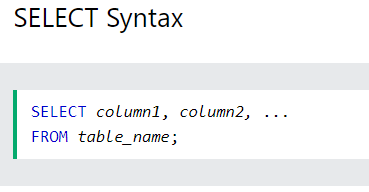 SELECT Syntax
SELECT column1, column2, ...
FROM table_name;